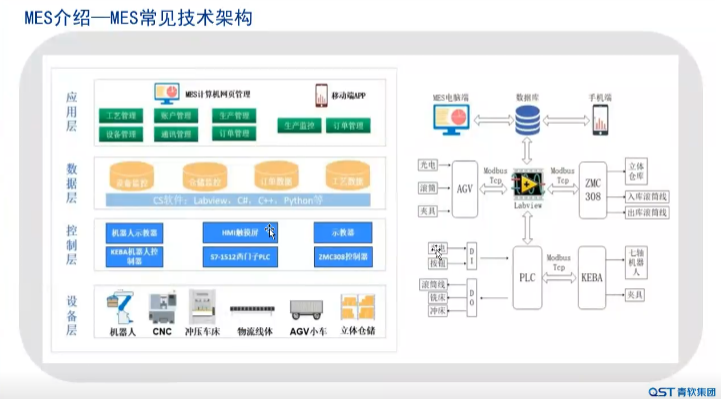 MES介绍—MES常见技术架构
应用层
MES计算机网页管理
移动端APP
工艺管理
账户管理
生产管理
设备管理
通讯管理
订单管理
生产监控
订单管理
数据层
设备监控
仓储监控
订单数据
工艺数据
CS软件：Labview、C#、C++、Python等
控制层
机器人示教器
HMI触摸屏
示教器
KEBA机器人控制器
S7-1512西门子PLC
ZMC308控制器
设备层
机器人
CNC
冲压车床
物流线体
AGV小车
立体仓储
MES电脑端
数据库
手机端
光电
滚筒
夹具
AGV
Modbus
Tcp
Labview
Modbus
Tcp
ZMC
308
立体仓库
入库滚筒线
出库滚筒线
按钮
DI
滚筒线
铣床
冲床
DO
PLC
Modbus
Tcp
KEBA
七轴机器人
夹具
QST 青软集团